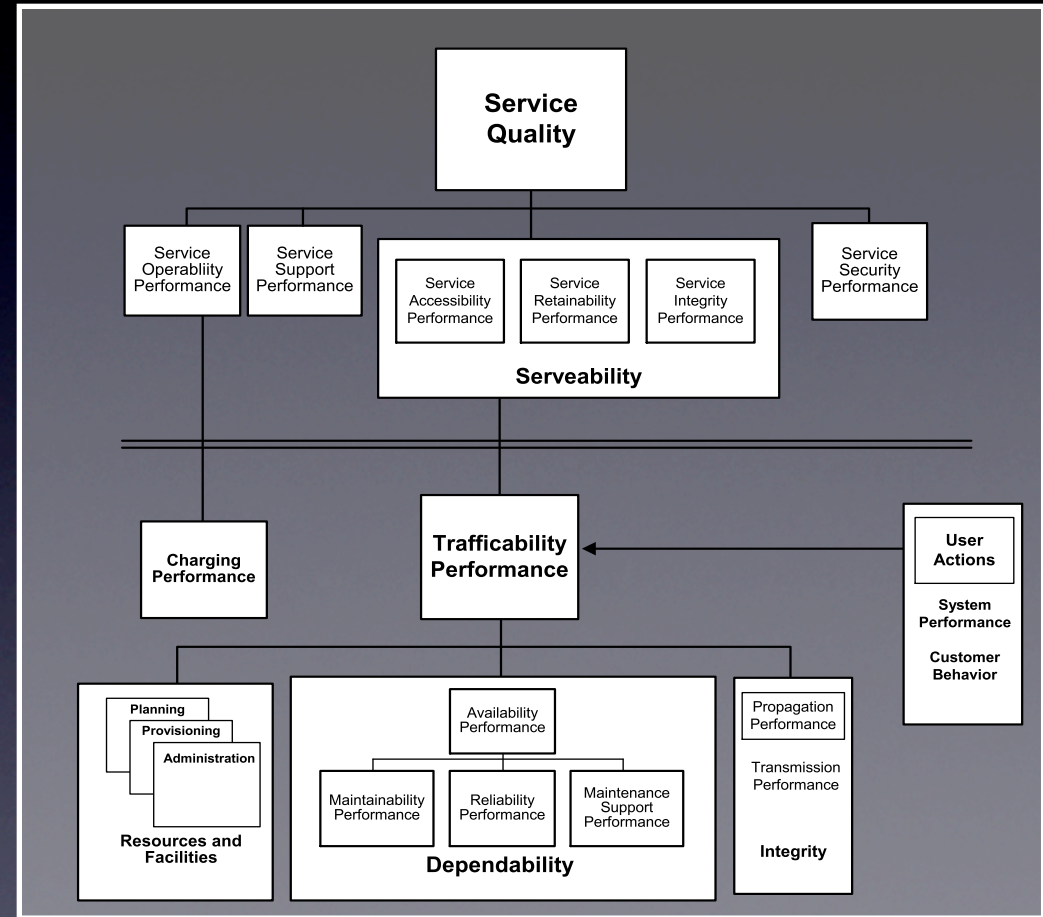 Service
Quality
Service
Operabliity
Performance
Service
Support
Performance
Service
Accessibility
Performance
Service
Retainability
Performance
Service
Integrity
Performance
Serveability
Service
Security
Performance
Charging
Performance
Trafficability
Performance
User
Actions
System
Performance
Customer
Behavior
Planning
Provisioning
Administration
Resources and
Facilities
Availability
Performance
Maintainability
Performance
Reliability
Performance
Maintenance
Support
Performance
Dependability
Propagation
Performance
Transmission
Performance
Integrity